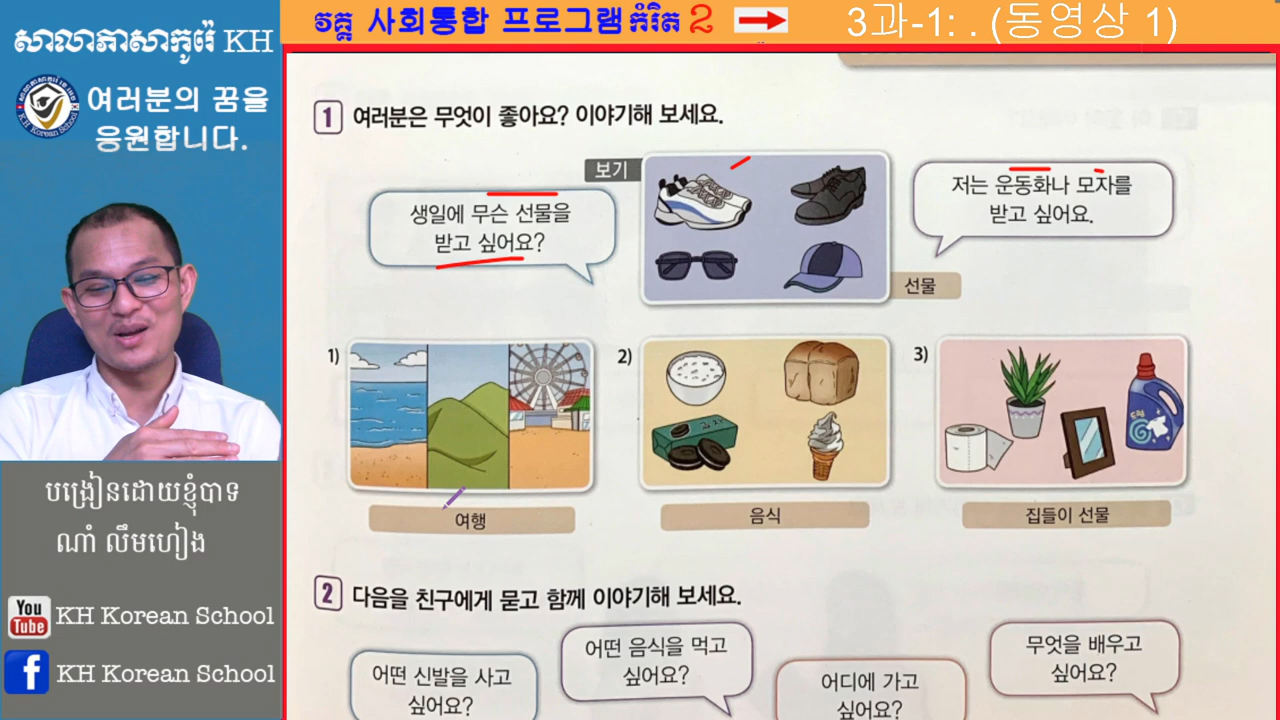 សាលាភាសាកូរ៉េ KH
여러분의 꿈을
응원합니다.
វគ្គ 사회통합 프로그램 កំរិត 2
3과-1: . (동영상 1)
1 여러분은 무엇이 좋아요? 이야기해 보세요.
보기
생일에 무슨 선물을
받고 싶어요?
저는 운동화나 모자를
받고 싶어요.
선물
1)
2)
3)
여행
음식
집들이 선물
2 다음을 친구에게 묻고 함께 이야기해 보세요.
어떤 신발을 사고
싶어요?
어떤 음식을 먹고
싶어요?
어디에 가고
싶어요?
무엇을 배우고
싶어요?
បង្រៀនដោយខ្ញុំបាទ
ណាំ លឹមហៀង
You
Tube
KH Korean School
f
KH Korean School